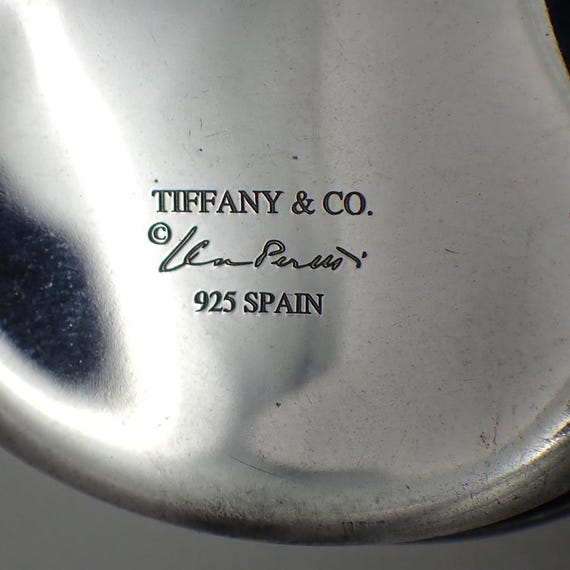 TIFFANY & CO.
© Elsa Peretti
925 SPAIN